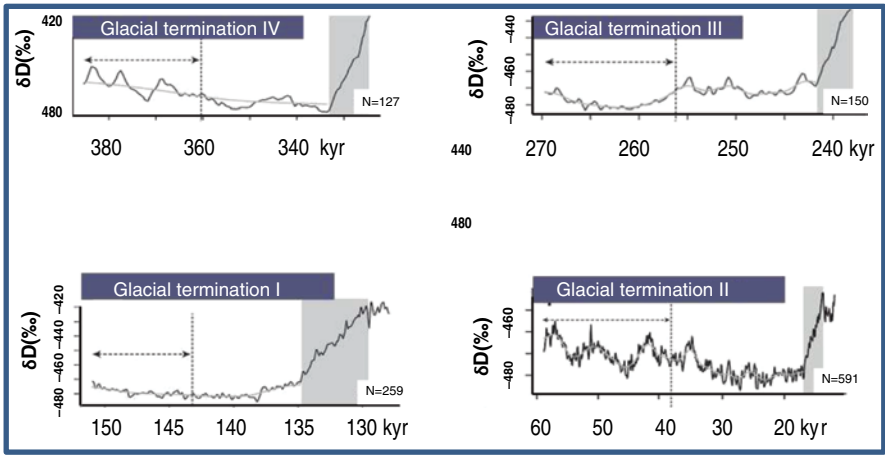 Glacial termination IV
420
480
δD(‰)
N=127
380 360 340 kyr
Glacial termination III
−440
−460
−480
N=150
270 260 250 240 kyr
440
480
Glacial termination I
δD(‰)
−420
−440
−460
−480
N=259
150 145 140 135 130 kyr
Glacial termination II
δD(‰)
−460
−480
N=591
60 50 40 30 20 kyr